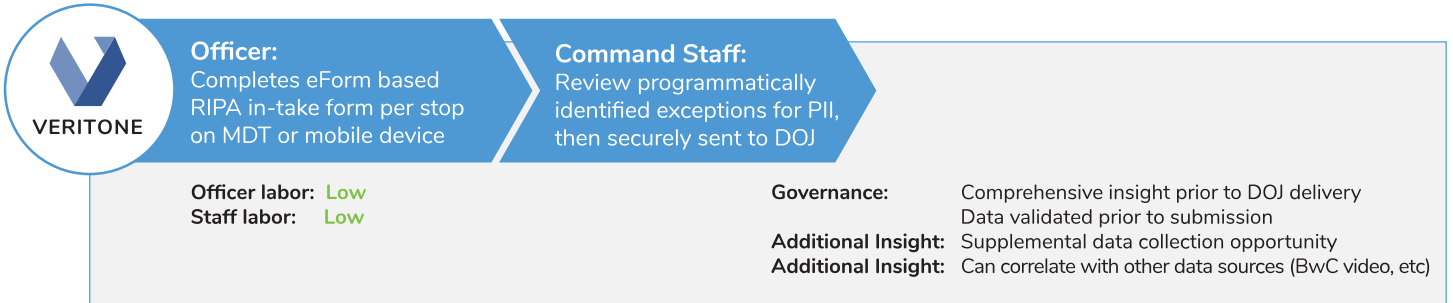 VERITONE
Officer:
Completes eForm based
RIPA in-take form per stop
on MDT or mobile device
Command Staff:
Review programmatically
identified exceptions for PII,
then securely sent to DOJ
Officer labor: Low
Staff labor: Low
Governance: Comprehensive insight prior to DOJ delivery
Data validated prior to submission
Additional Insight: Supplemental data collection opportunity
Additional Insight: Can correlate with other data sources (BwC video, etc)